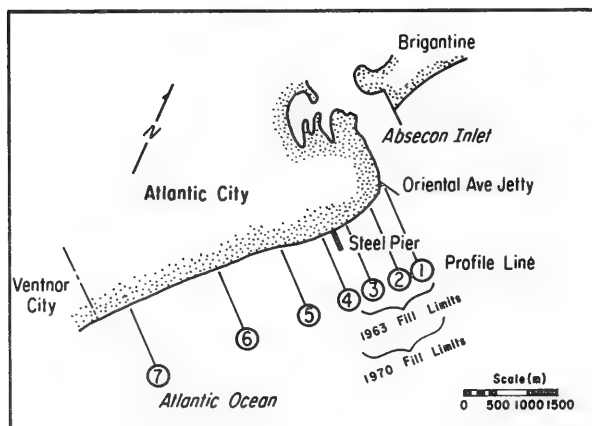 Brigantine
N
Absecon Inlet
Atlantic City
Oriental Ave Jetty
Steel Pier
Ventnor
City
Profile Line
1
2
3
4
5
6
7
1963 Fill Limits
1970 Fill Limits
Atlantic Ocean
Scale (m)
0 500 1000 1500